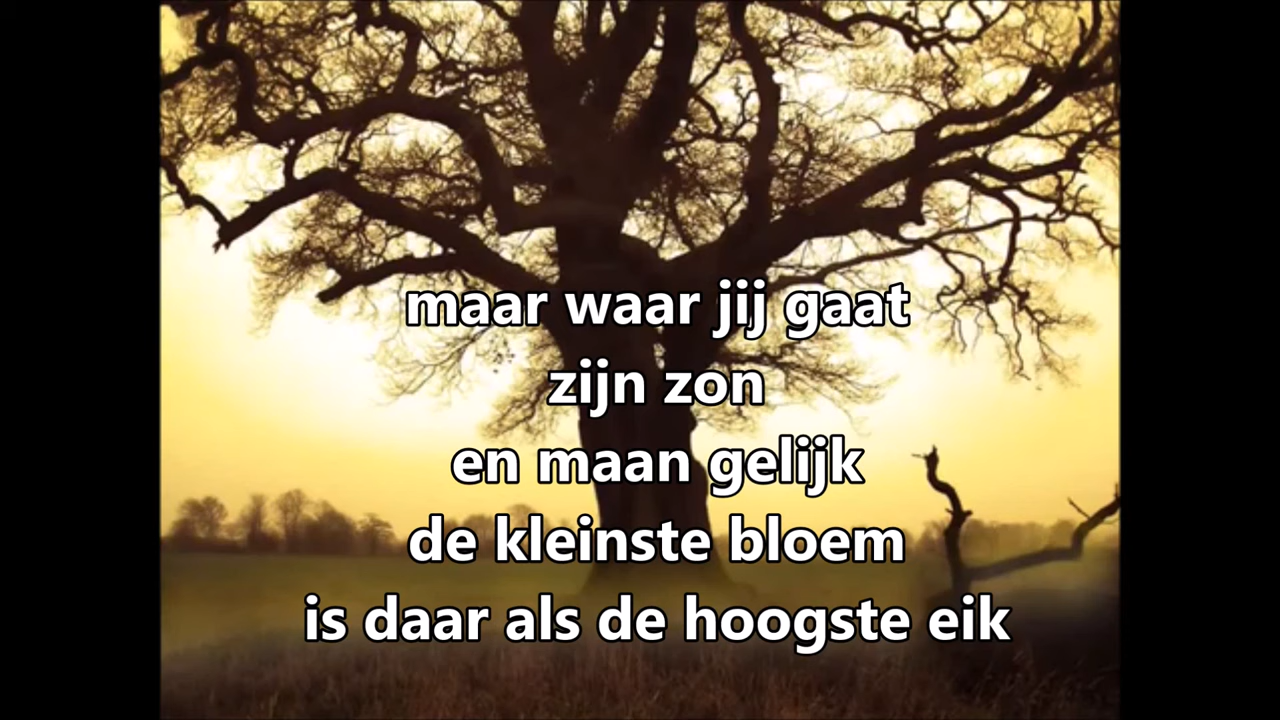 maar waar jij gaat
zijn zon
en maan gelijk
de kleinste bloem
is daar als de hoogste eik